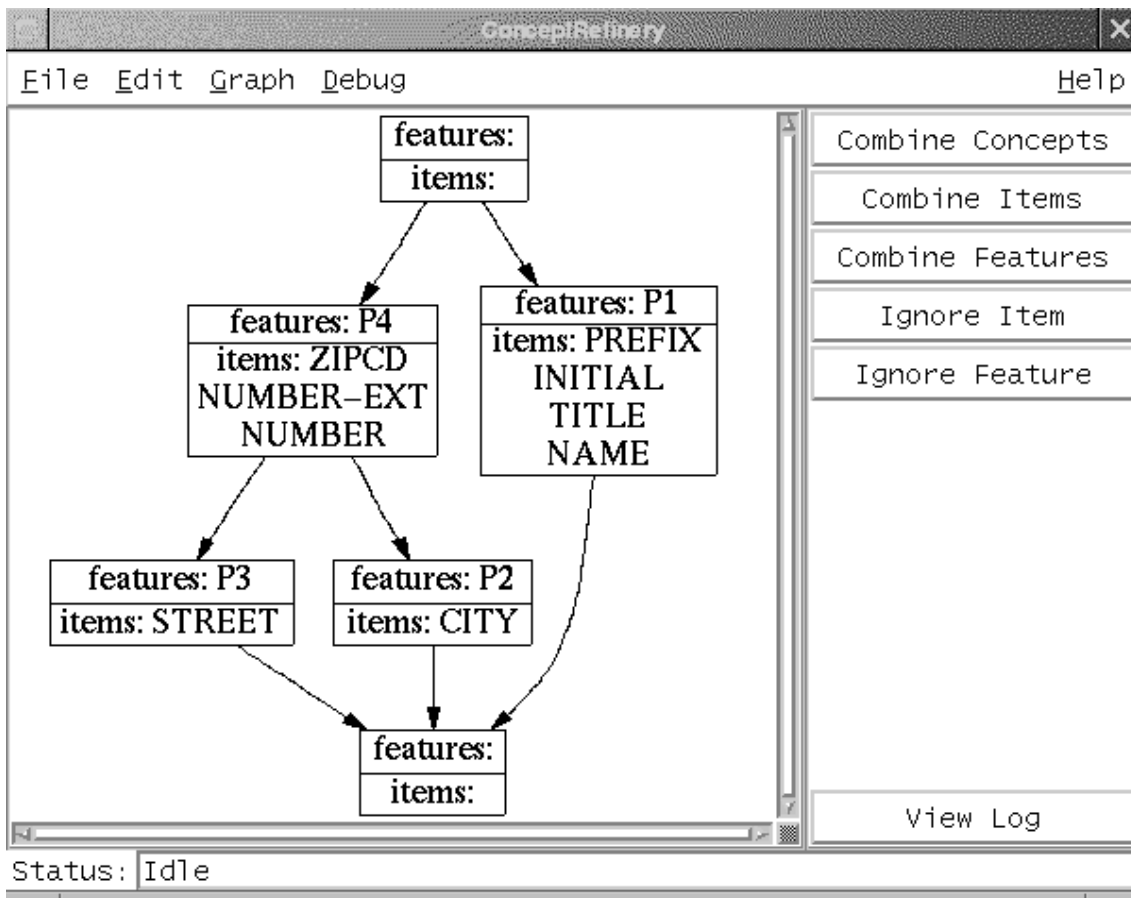 ConceptRefinery
File Edit Graph Debug Help
features:
items:
features: P4
items: ZIPCD
NUMBER–EXT
NUMBER
features: P1
items: PREFIX
INITIAL
TITLE
NAME
features: P3
items: STREET
features: P2
items: CITY
features:
items:
Combine Concepts
Combine Items
Combine Features
Ignore Item
Ignore Feature
View Log
Status: Idle